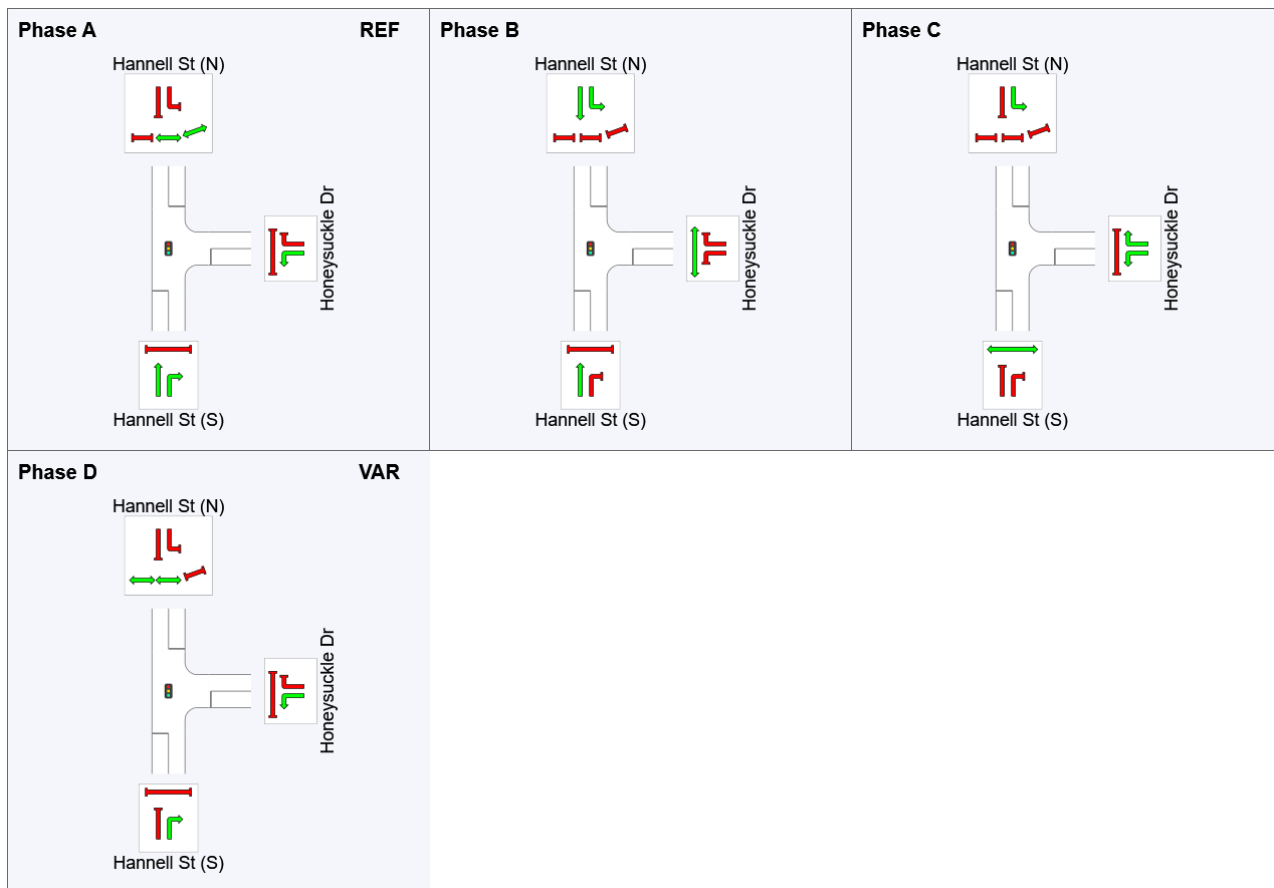 Phase A REF
Hannell St (N)
Honeysuckle Dr
Hannell St (S)
Phase B
Hannell St (N)
Honeysuckle Dr
Hannell St (S)
Phase C
Hannell St (N)
Honeysuckle Dr
Hannell St (S)
Phase D VAR
Hannell St (N)
Honeysuckle Dr
Hannell St (S)